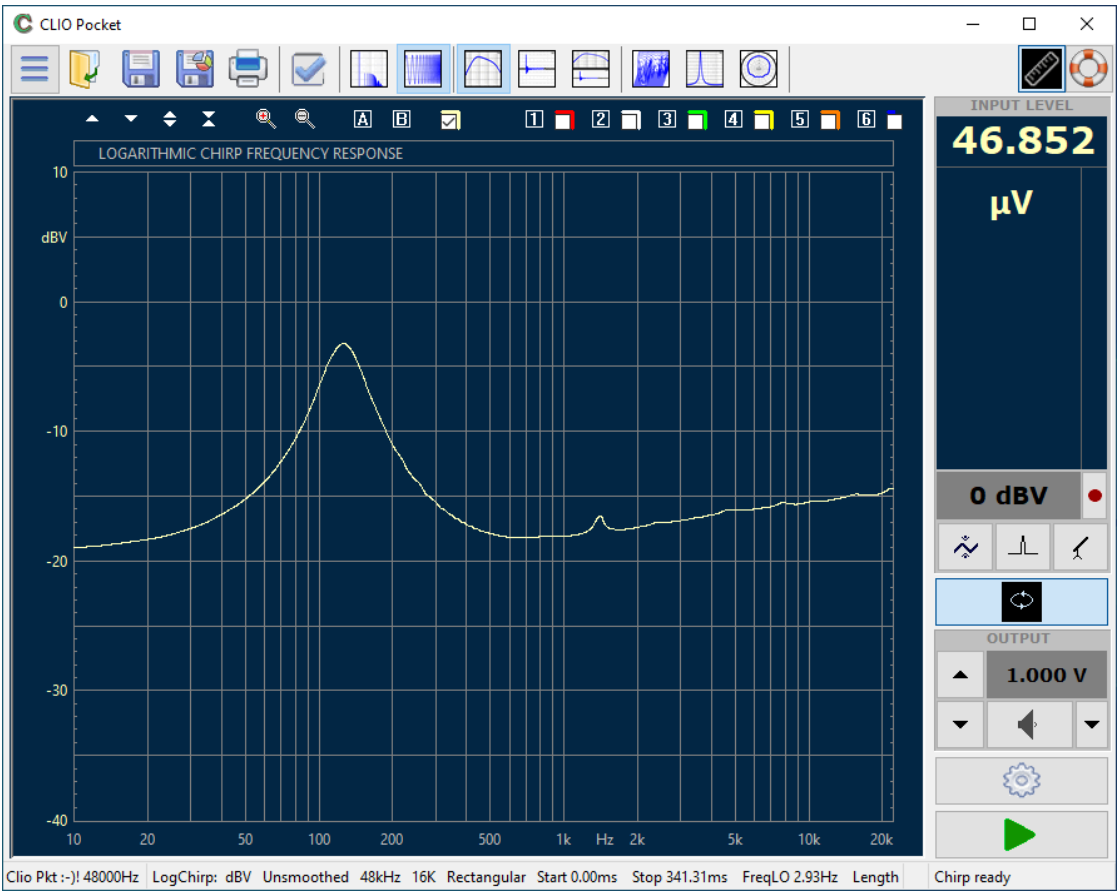 CLIO Pocket
INPUT LEVEL
46.852
µV
A B 1 2 3 4 5 6
LOGARITHMIC CHIRP FREQUENCY RESPONSE
10
dBV
0
-10
-20
-30
-40
10 20 50 100 200 500 1k Hz 2k 5k 10k 20k
0 dBV
OUTPUT
1.000 V
Clio Pkt :-)! 48000Hz LogChirp: dBV Unsmoothed 48kHz 16K Rectangular Start 0.00ms Stop 341.31ms FreqLO 2.93Hz Length Chirp ready